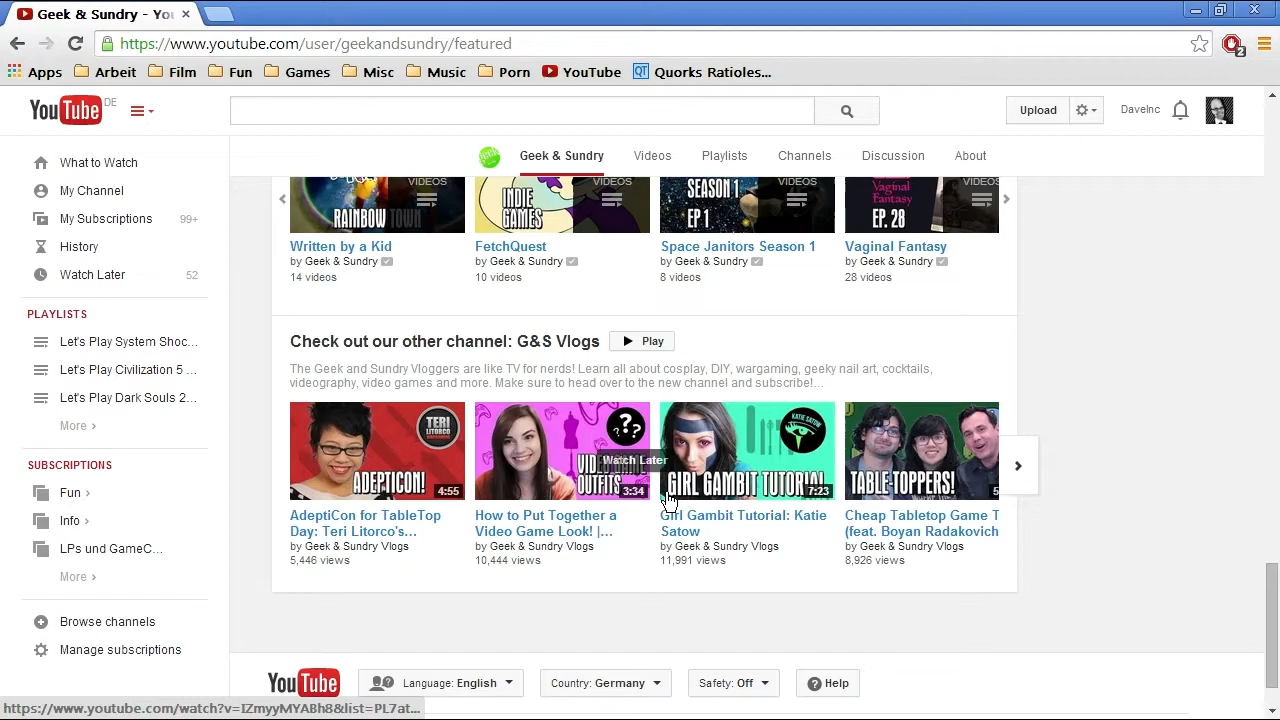 Geek & Sundry - You
https://www.youtube.com/user/geekandsundry/featured
2
Apps Arbeit Film Fun Games Misc Music Porn YouTube QT Quorks Ratioles...
YouTube DE
Upload
DaveInc
Geek & Sundry Videos Playlists Channels Discussion About
What to Watch
My Channel
My Subscriptions 99+
History
Watch Later 52
PLAYLISTS
Let's Play System Shoc...
Let's Play Civilization 5 ...
Let's Play Dark Souls 2...
More ›
SUBSCRIPTIONS
Fun ›
Info ›
LPs und GameC...
More ›
Browse channels
Manage subscriptions
RAINBOW TOWN
VIDEOS
INDIE GAMES
VIDEOS
SEASON 1
EP 1
VIDEOS
Vaginal Fantasy
EP. 28
VIDEOS
Written by a Kid
by Geek & Sundry
14 videos
FetchQuest
by Geek & Sundry
10 videos
Space Janitors Season 1
by Geek & Sundry
8 videos
Vaginal Fantasy
by Geek & Sundry
28 videos
Check out our other channel: G&S Vlogs Play
The Geek and Sundry Vloggers are like TV for nerds! Learn all about cosplay, DIY, wargaming, geeky nail art, cocktails,
videography, video games and more. Make sure to head over to the new channel and subscribe!...
TERI LITORCO
ADEPTICON!
4:55
???
OUTFITS
3:34
Watch Later
KATIE SATOW
GIRL GAMBIT TUTORIAL
7:23
TABLE-TOPPERS!
5
AdeptiCon for TableTop
Day: Teri Litorco's...
by Geek & Sundry Vlogs
5,446 views
How to Put Together a
Video Game Look! |...
by Geek & Sundry Vlogs
10,444 views
Girl Gambit Tutorial: Katie
Satow
by Geek & Sundry Vlogs
11,991 views
Cheap Tabletop Game T
(feat. Boyan Radakovich
by Geek & Sundry Vlogs
8,926 views
YouTube Language: English Country: Germany Safety: Off Help
https://www.youtube.com/watch?v=IZmyyMYABh8&list=PL7at...